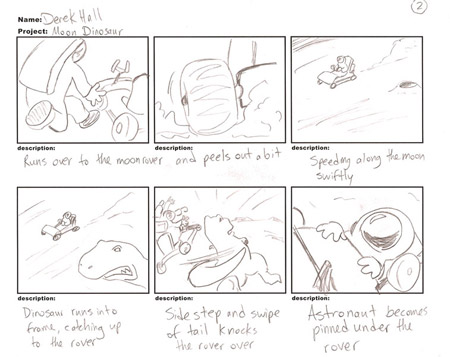 2
Name: Derek Hall
Project: Moon Dinosaur
description:
Runs over to the moonrover
description:
and peels out a bit
description:
Speeding along the moon
swiftly
description:
Dinosaur runs into
frame, catching up
to the rover
description:
Side step and swipe
of tail knocks
the rover over
description:
Astronaut becomes
pinned under the
rover